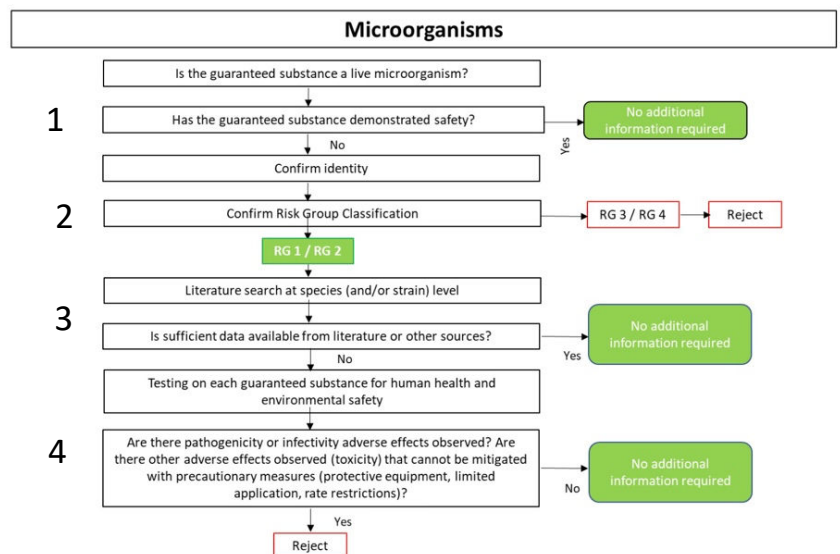 Microorganisms
Is the guaranteed substance a live microorganism?
1
Has the guaranteed substance demonstrated safety?
Yes
No additional
information required
No
Confirm identity
2
Confirm Risk Group Classification
RG 3 / RG 4
Reject
RG 1 / RG 2
Literature search at species (and/or strain) level
3
Is sufficient data available from literature or other sources?
Yes
No additional
information required
No
Testing on each guaranteed substance for human health and
environmental safety
4
Are there pathogenicity or infectivity adverse effects observed? Are
there other adverse effects observed (toxicity) that cannot be mitigated
with precautionary measures (protective equipment, limited
application, rate restrictions)?
No
No additional
information required
Yes
Reject